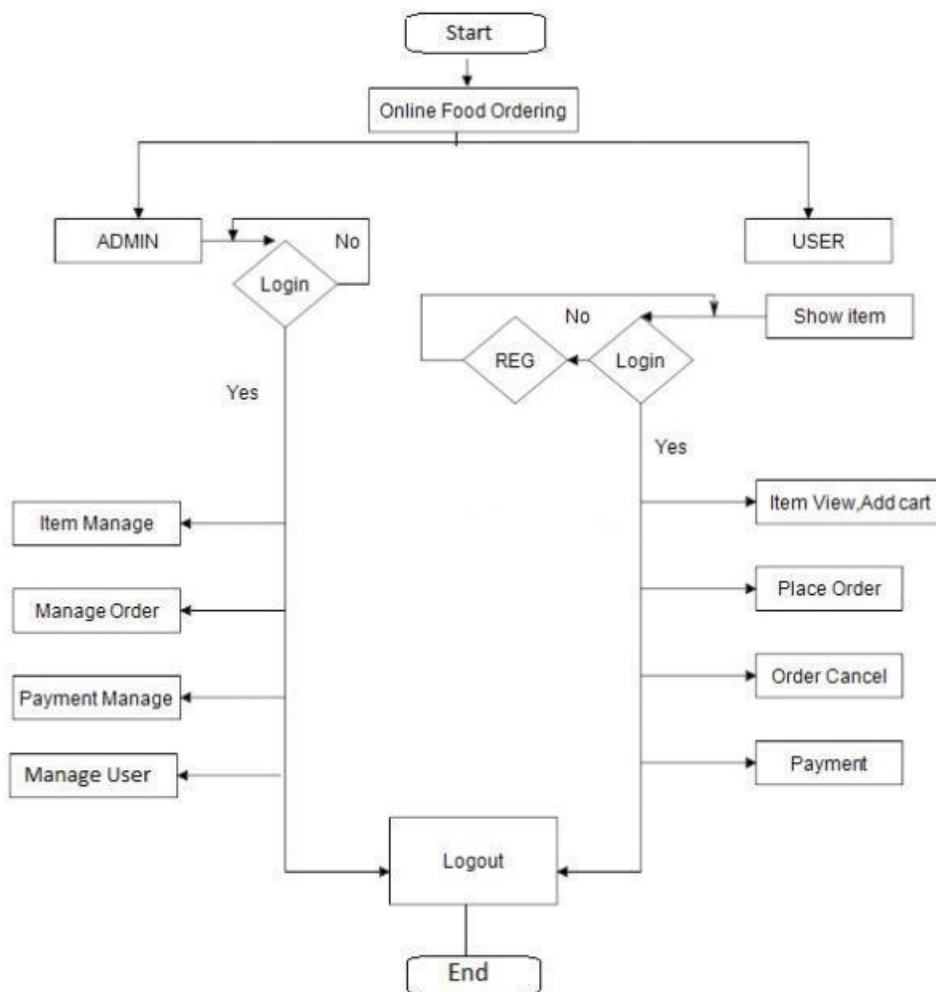 Start
Online Food Ordering
ADMIN
No
Login
Yes
Item Manage
Manage Order
Payment Manage
Manage User
USER
Show item
No
REG
Login
Yes
Item View,Add cart
Place Order
Order Cancel
Payment
Logout
End